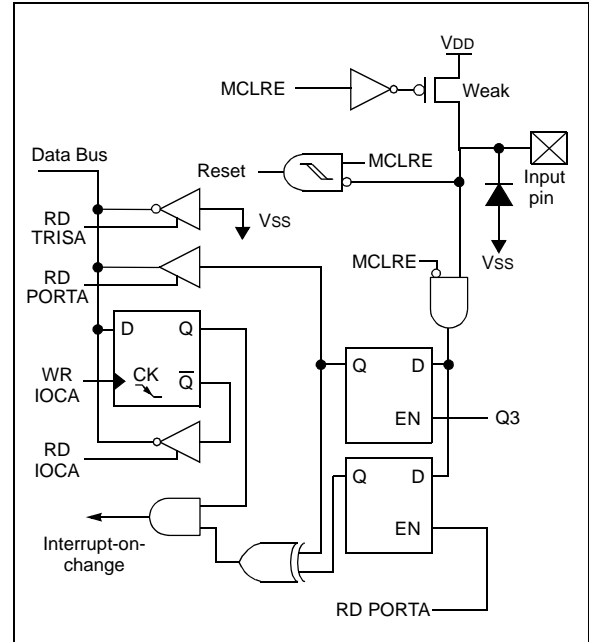 VDD
MCLRE
Weak
Data Bus
Reset
MCLRE
Input
pin
RD
TRISA
VSS
VSS
RD
PORTA
MCLRE
D
Q
Q
D
WR
IOCA
CK
Q
EN
Q3
RD
IOCA
Q
D
EN
Interrupt-on-
change
RD PORTA